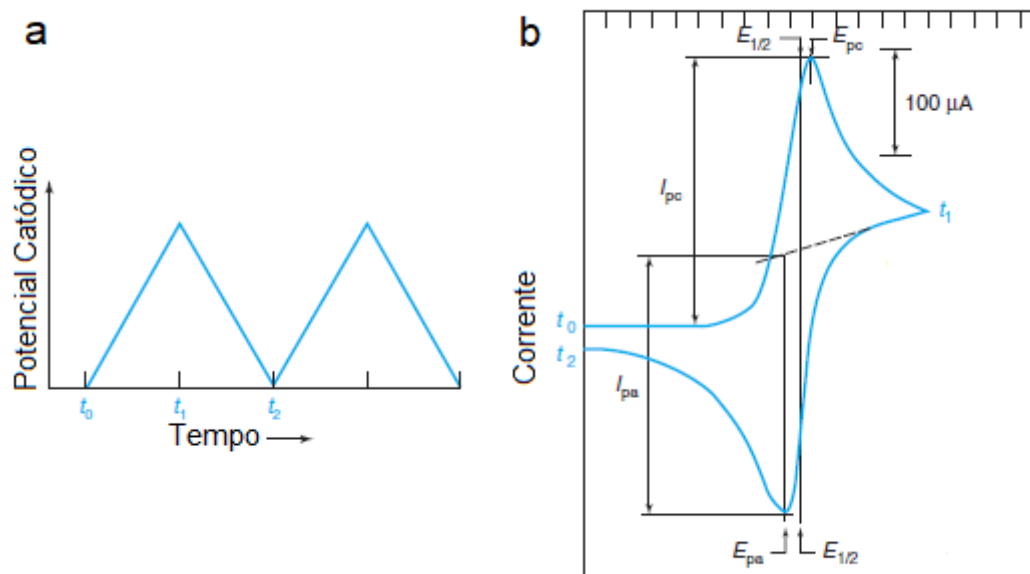 a
Potencial Catódico
t0
t1
t2
Tempo
b
E1/2
Epc
100 µA
Ipc
t1
Corrente
t0
t2
Ipa
Epa
E1/2